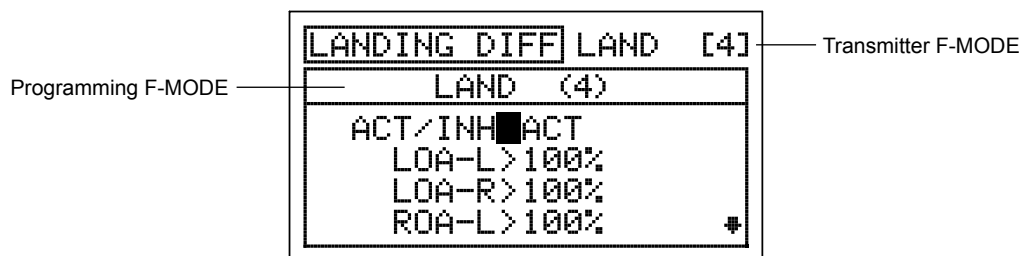 LANDING DIFF LAND [4]
Transmitter F-MODE
Programming F-MODE
LAND (4)
ACT/INH ACT
LOA-L>100%
LOA-R>100%
ROA-L>100%